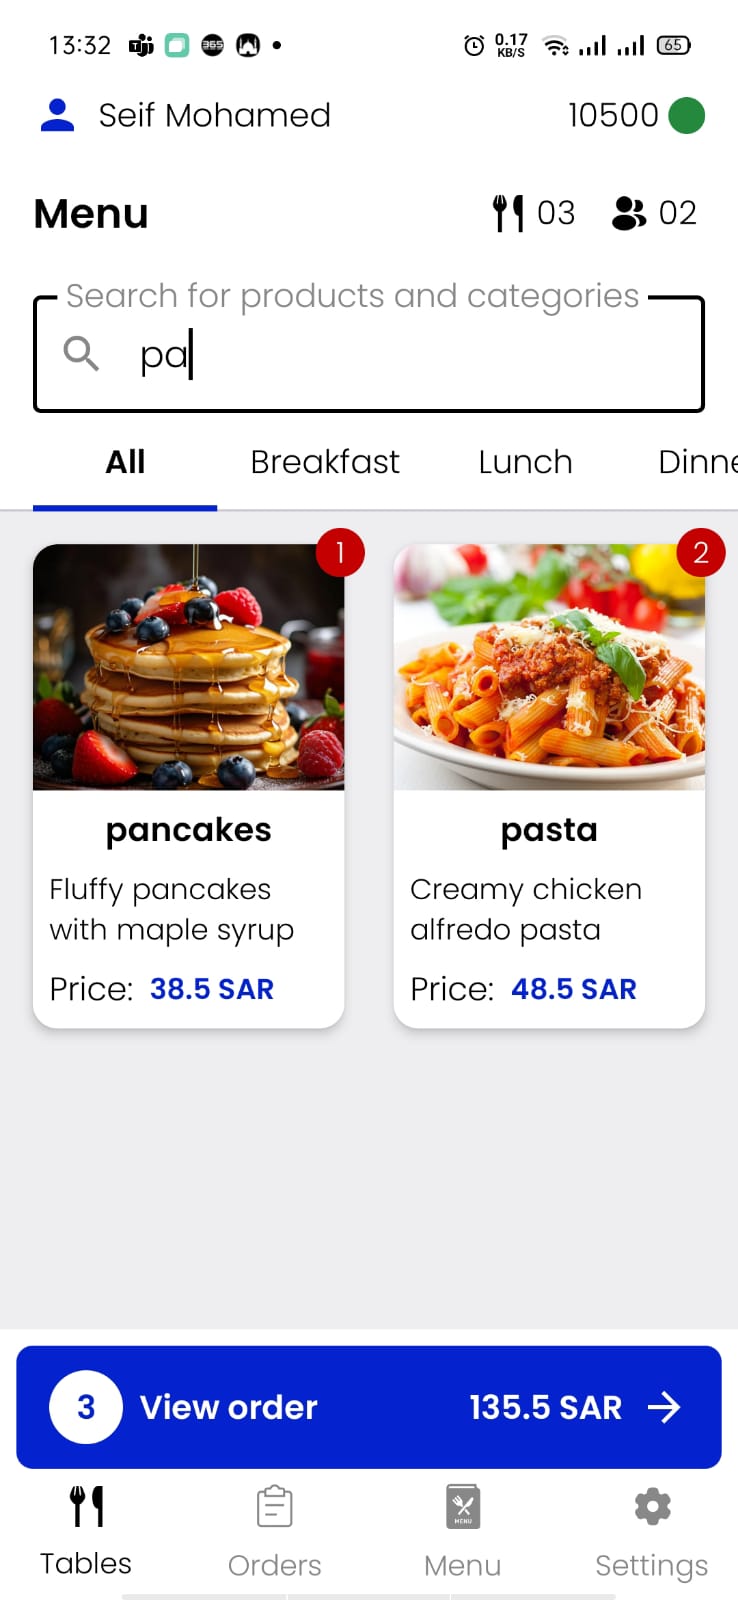 13:32 365 0.17 KB/S 65
Seif Mohamed 10500
Menu 03 02
Search for products and categories
pa
All Breakfast Lunch Dinne
1 2
pancakes pasta
Fluffy pancakes
with maple syrup
Creamy chicken
alfredo pasta
Price: 38.5 SAR Price: 48.5 SAR
3 View order 135.5 SAR
MENU
Tables Orders Menu Settings